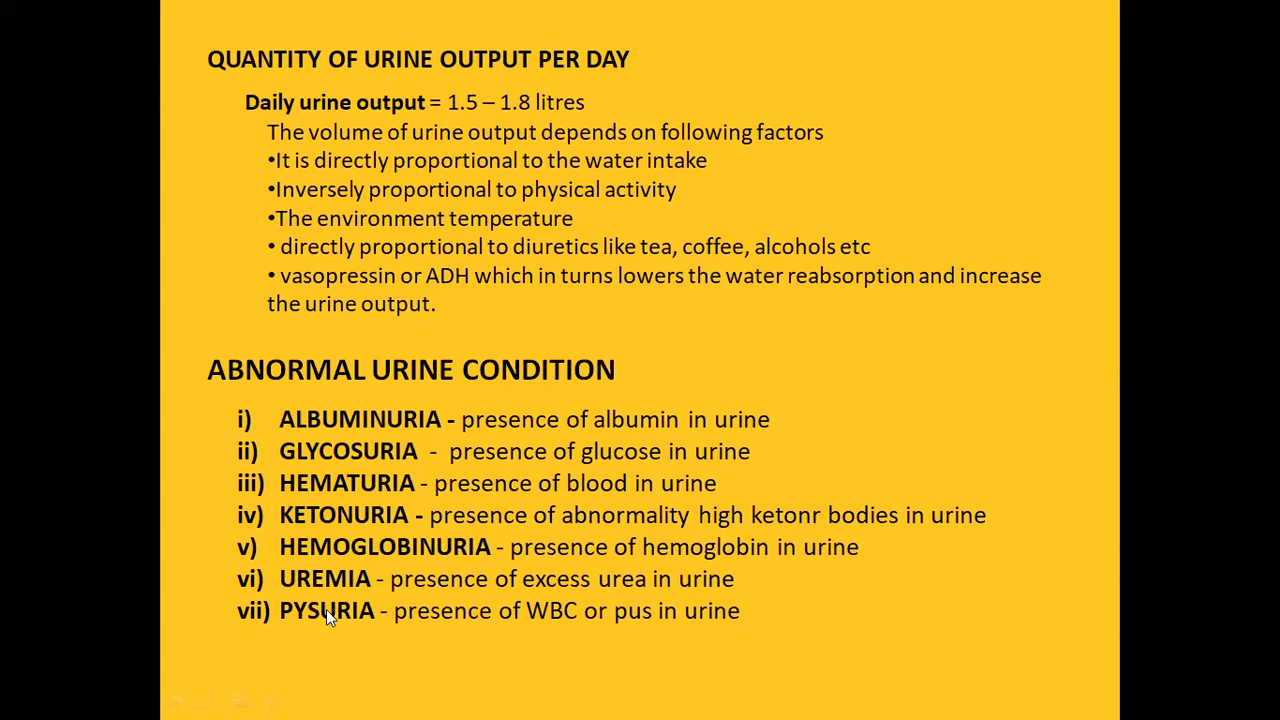 QUANTITY OF URINE OUTPUT PER DAY
Daily urine output = 1.5 – 1.8 litres
The volume of urine output depends on following factors
•It is directly proportional to the water intake
•Inversely proportional to physical activity
•The environment temperature
• directly proportional to diuretics like tea, coffee, alcohols etc
• vasopressin or ADH which in turns lowers the water reabsorption and increase
the urine output.
ABNORMAL URINE CONDITION
i) ALBUMINURIA - presence of albumin in urine
ii) GLYCOSURIA - presence of glucose in urine
iii) HEMATURIA - presence of blood in urine
iv) KETONURIA - presence of abnormality high ketonr bodies in urine
v) HEMOGLOBINURIA - presence of hemoglobin in urine
vi) UREMIA - presence of excess urea in urine
vii) PYSURIA - presence of WBC or pus in urine